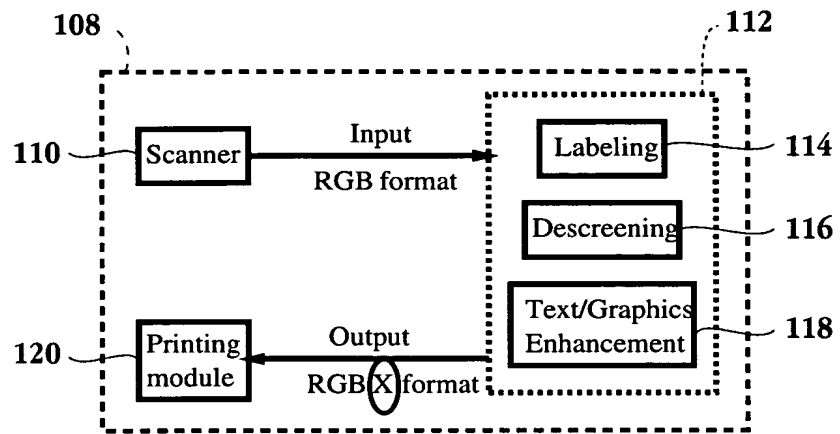 108
112
110
Scanner
Input
RGB format
Labeling
114
Descreening
116
Text/Graphics
Enhancement
118
120
Printing
module
Output
RGB X format